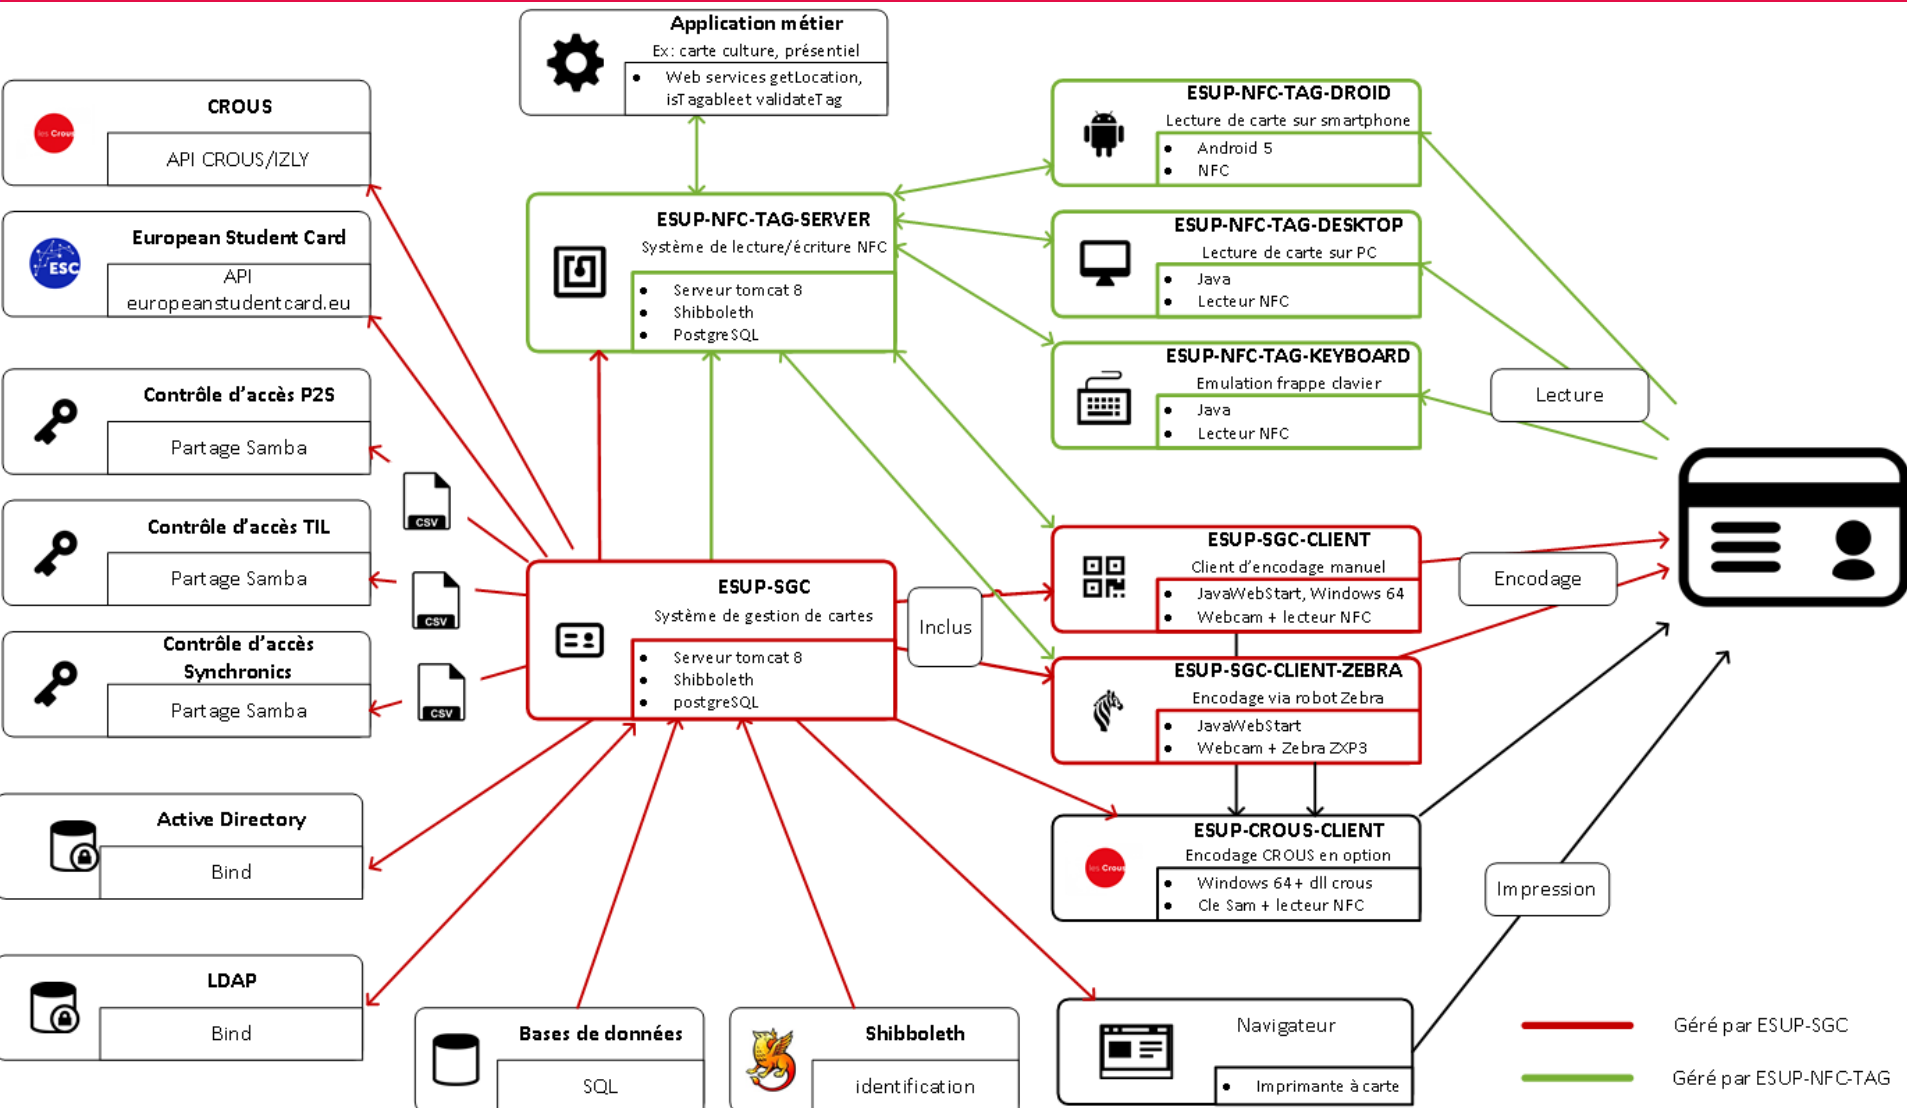 Application métier
Ex: carte culture, présentiel
Web services getLocation,
isTagableet validateTag
CROUS
les Crous
API CROUS/IZLY
European Student Card
ESC
API
europeanstudentcard.eu
Contrôle d'accès P2S
Partage Samba
Contrôle d'accès TIL
Partage Samba
Contrôle d'accès
Synchronics
Partage Samba
CSV
CSV
CSV
Active Directory
Bind
LDAP
Bind
ESUP-NFC-TAG-SERVER
Système de lecture/écriture NFC
Serveur tomcat 8
Shibboleth
PostgreSQL
ESUP-SGC
Système de gestion de cartes
Serveur tomcat 8
Shibboleth
postgreSQL
Inclus
Bases de données
SQL
Shibboleth
identification
ESUP-NFC-TAG-DROID
Lecture de carte sur smartphone
Android 5
NFC
ESUP-NFC-TAG-DESKTOP
Lecture de carte sur PC
Java
Lecteur NFC
ESUP-NFC-TAG-KEYBOARD
Emulation frappe clavier
Java
Lecteur NFC
Lecture
ESUP-SGC-CLIENT
Client d'encodage manuel
JavaWebStart, Windows 64
Webcam + lecteur NFC
Encodage
ESUP-SGC-CLIENT-ZEBRA
Encodage via robot Zebra
JavaWebStart
Webcam + Zebra ZXP3
ESUP-CROUS-CLIENT
Encodage CROUS en option
les Crous
Windows 64 + dll crous
Cle Sam + lecteur NFC
Impression
Navigateur
Imprimante à carte
Géré par ESUP-SGC
Géré par ESUP-NFC-TAG